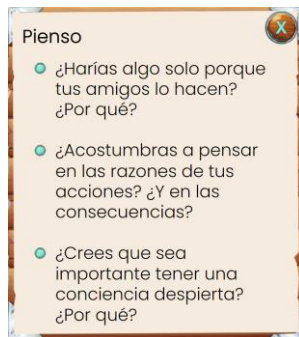 Pienso
X
¿Harías algo solo porque
tus amigos lo hacen?
¿Por qué?
¿Acostumbras a pensar
en las razones de tus
acciones? ¿Y en las
consecuencias?
¿Crees que sea
importante tener una
conciencia despierta?
¿Por qué?